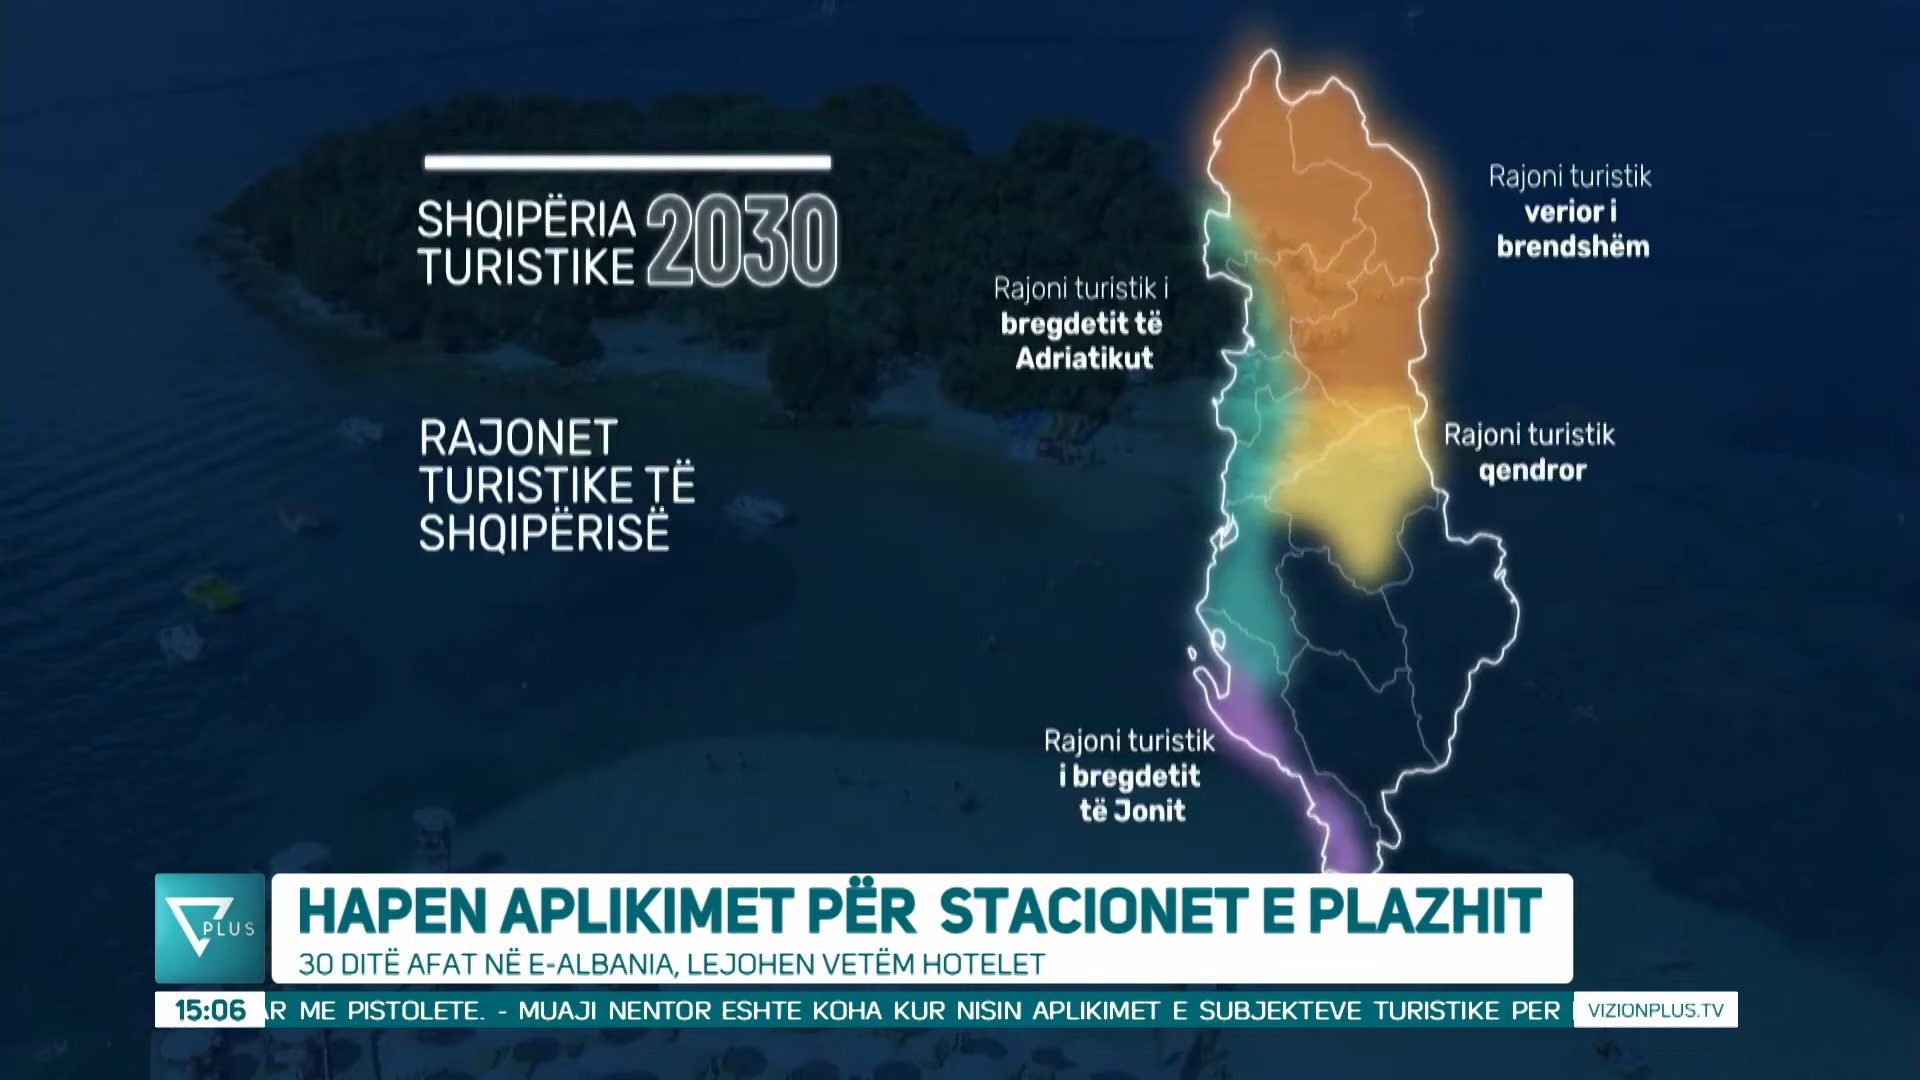 SHQIPËRIA
TURISTIKE 2030
RAJONET
TURISTIKE TË
SHQIPËRISË
Rajoni turistik
verior i
brendshëm
Rajoni turistik i
bregdetit të
Adriatikut
Rajoni turistik
qendror
Rajoni turistik
i bregdetit
të Jonit
PLUS
HAPEN APLIKIMET PËR STACIONET E PLAZHIT
30 DITË AFAT NË E-ALBANIA, LEJOHEN VETËM HOTELET
15:06
AR ME PISTOLETE. - MUAJI NENTOR ESHTE KOHA KUR NISIN APLIKIMET E SUBJEKTEVE TURISTIKE PER
VIZIONPLUS.TV